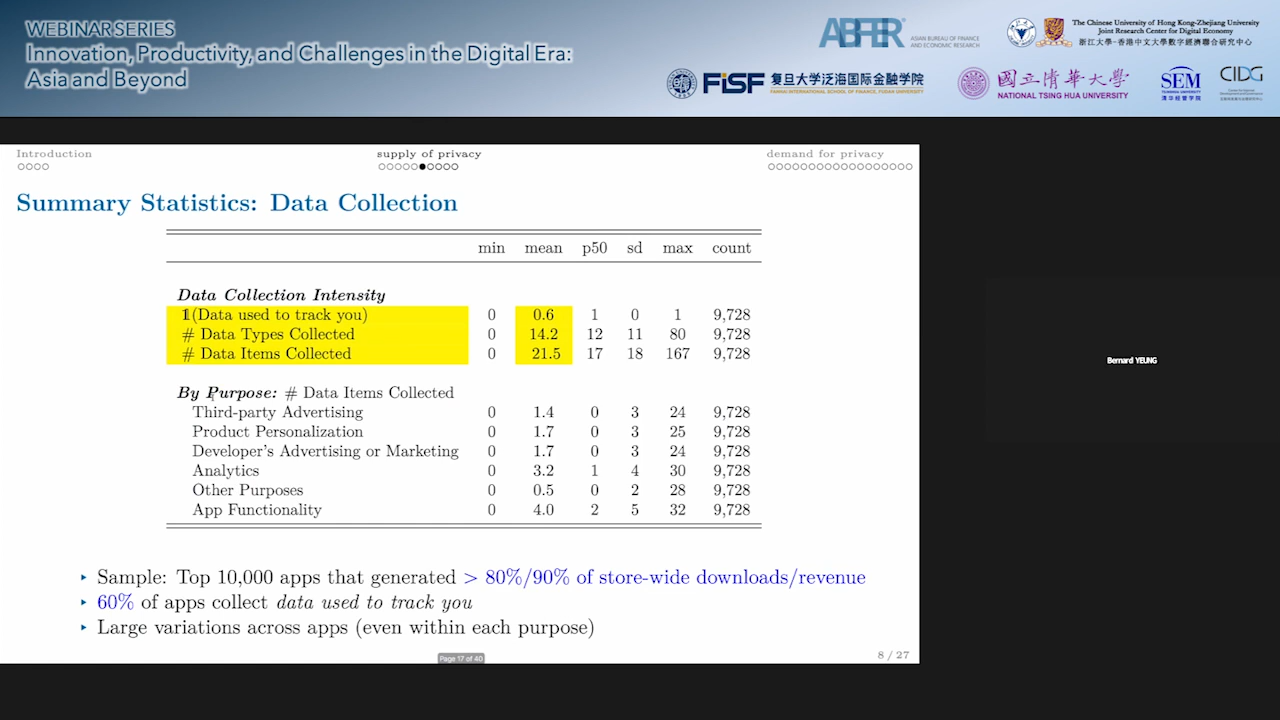 WEBINAR SERIES
Innovation, Productivity, and Challenges in the Digital Era:
Asia and Beyond
ABFER
ASIAN BUREAU OF FINANCE
AND ECONOMIC RESEARCH
The Chinese University of Hong Kong-Zhejiang University
Joint Research Center for Digital Economy
浙江大學-香港中文大學數字經濟聯合研究中心
FISF 复旦大学泛海国际金融学院
FANHAI INTERNATIONAL SCHOOL OF FINANCE, FUDAN UNIVERSITY
國立清華大學
NATIONAL TSING HUA UNIVERSITY
SEM
TSINGHUA UNIVERSITY
清华经管学院
CIDG
Introduction supply of privacy demand for privacy
Summary Statistics: Data Collection
min mean p50 sd max count
Data Collection Intensity
1(Data used to track you) 0 0.6 1 0 1 9,728
# Data Types Collected 0 14.2 12 11 80 9,728
# Data Items Collected 0 21.5 17 18 167 9,728
By Purpose: # Data Items Collected
Third-party Advertising 0 1.4 0 3 24 9,728
Product Personalization 0 1.7 0 3 25 9,728
Developer's Advertising or Marketing 0 1.7 0 3 24 9,728
Analytics 0 3.2 1 4 30 9,728
Other Purposes 0 0.5 0 2 28 9,728
App Functionality 0 4.0 2 5 32 9,728
Sample: Top 10,000 apps that generated > 80%/90% of store-wide downloads/revenue
60% of apps collect data used to track you
Large variations across apps (even within each purpose)
Page 17 of 40
8 / 27
Bernard YEUNG